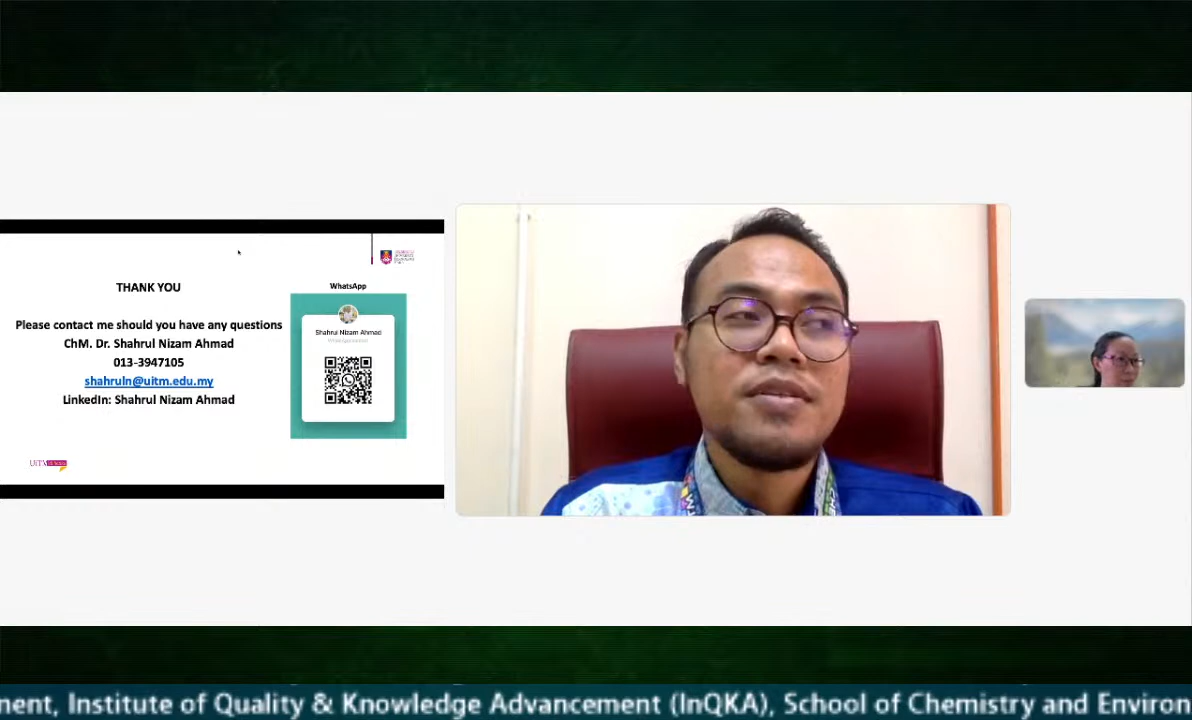 THANK YOU
Please contact me should you have any questions
ChM. Dr. Shahrul Nizam Ahmad
013-3947105
shahruln@uitm.edu.my
LinkedIn: Shahrul Nizam Ahmad
WhatsApp
Shahrul Nizam Ahmad
UiTM
nent, Institute of Quality & Knowledge Advancement (InQKA), School of Chemistry and Environ